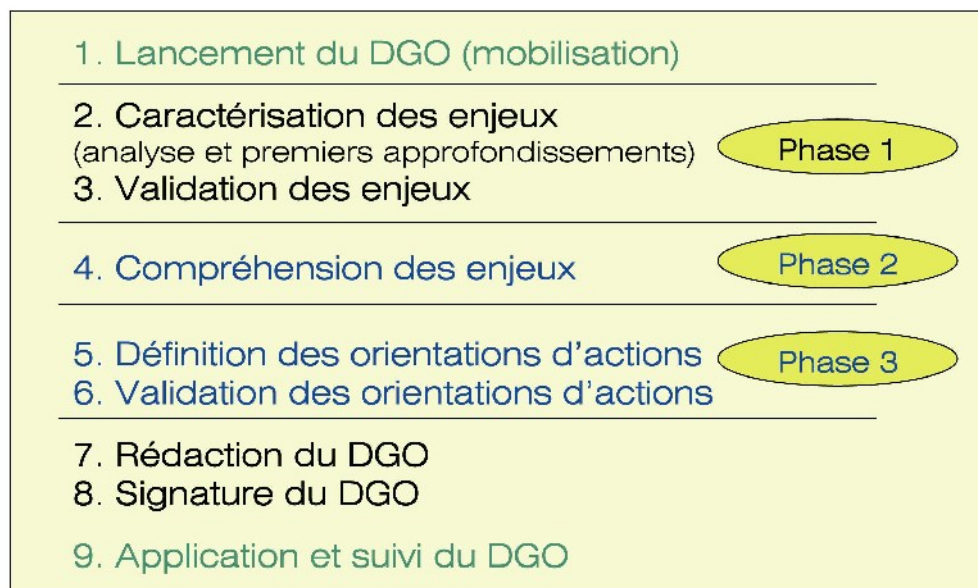 1. Lancement du DGO (mobilisation)
2. Caractérisation des enjeux
(analyse et premiers approfondissements)
Phase 1
3. Validation des enjeux
4. Compréhension des enjeux
Phase 2
5. Définition des orientations d’actions
Phase 3
6. Validation des orientations d’actions
7. Rédaction du DGO
8. Signature du DGO
9. Application et suivi du DGO